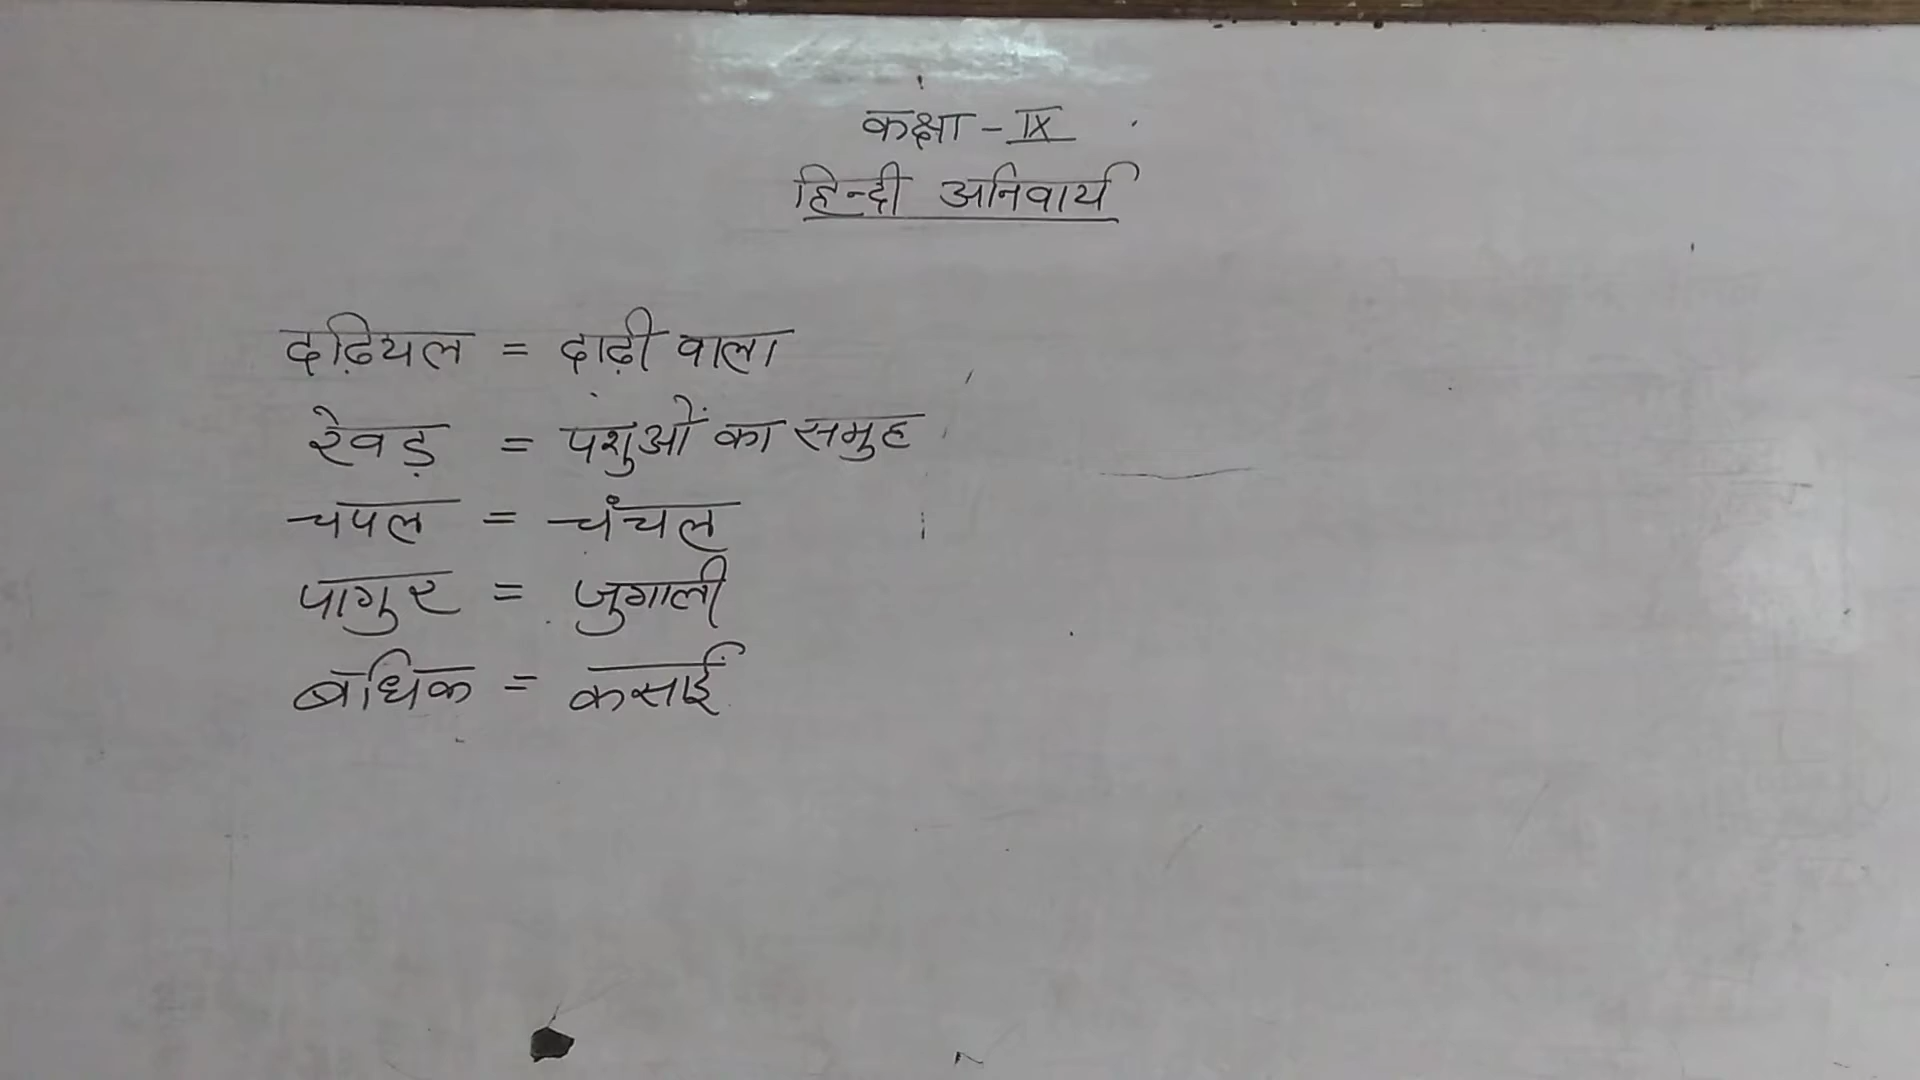 कक्षा - IX
हिन्दी अनिवार्य
दढ़ियल = दाढ़ी वाला
रेवड़ = पशुओं का समुह
चपल = चंचल
पागुर = जुगाली
बधिक = कसाई